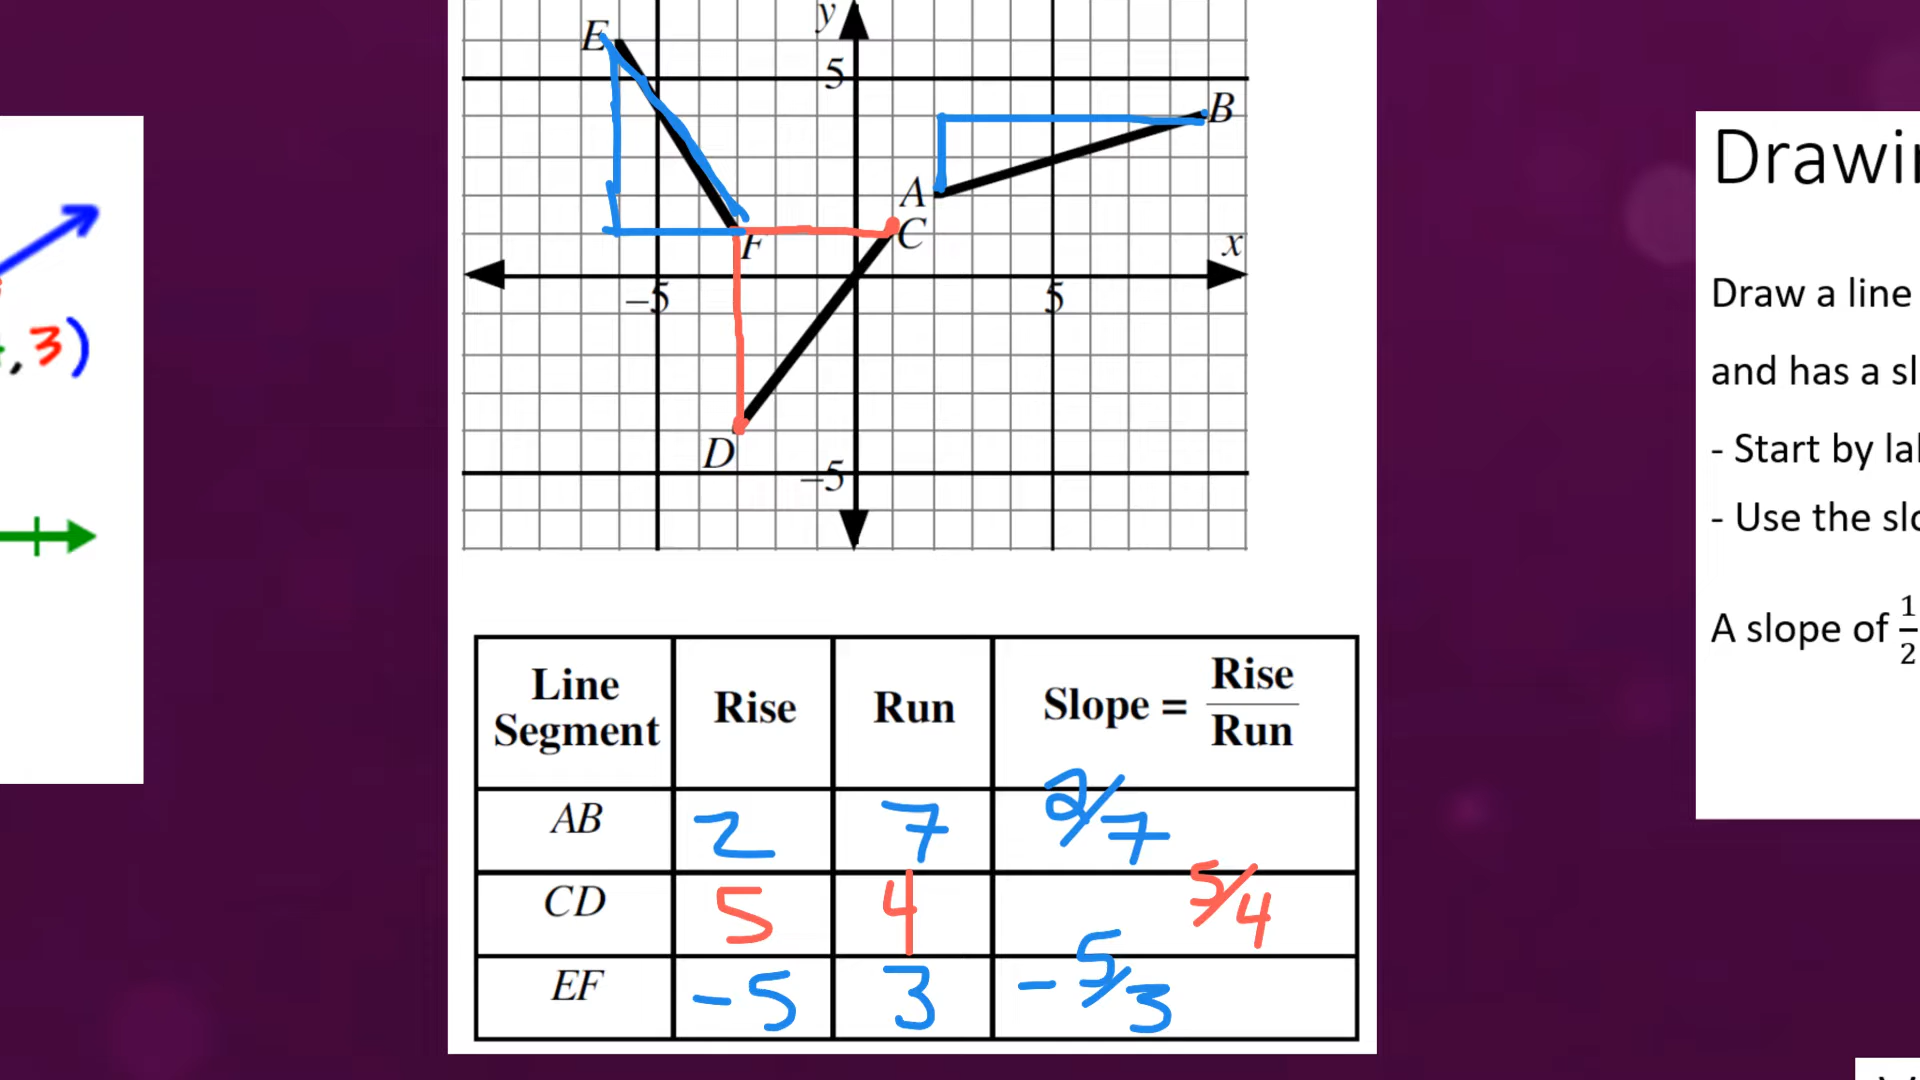 E
y
5
B
A
C
F
x
, 3)
–5
5
D
–5
Line Segment Rise Run Slope = Rise/Run
AB 2 7 2/7
CD 5 4 5/4
EF -5 3 -5/3
Drawi
Draw a line
and has a sl
- Start by la
- Use the slo
A slope of 1/2